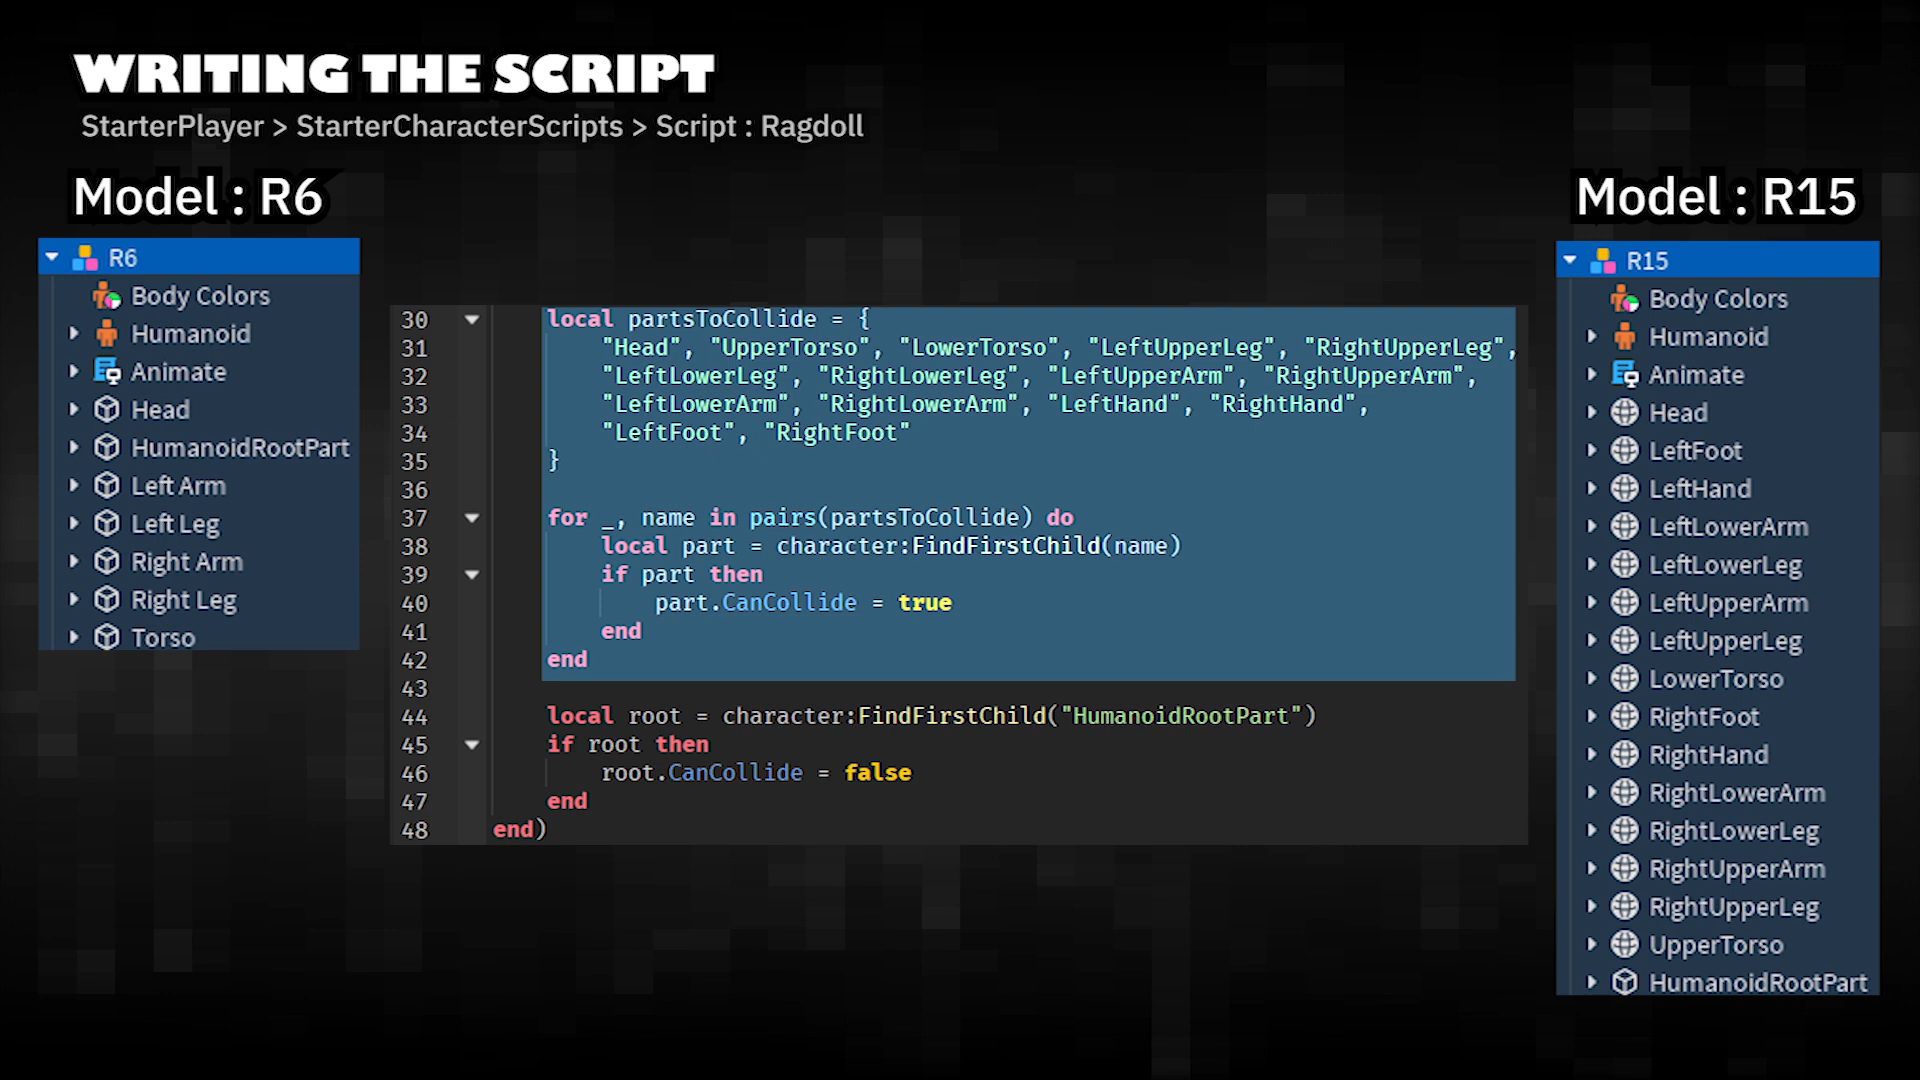 WRITING THE SCRIPT
StarterPlayer > StarterCharacterScripts > Script : Ragdoll
Model : R6
R6
Body Colors
Humanoid
Animate
Head
HumanoidRootPart
Left Arm
Left Leg
Right Arm
Right Leg
Torso
30 local partsToCollide = {
31 "Head", "UpperTorso", "LowerTorso", "LeftUpperLeg", "RightUpperLeg",
32 "LeftLowerLeg", "RightLowerLeg", "LeftUpperArm", "RightUpperArm",
33 "LeftLowerArm", "RightLowerArm", "LeftHand", "RightHand",
34 "LeftFoot", "RightFoot"
35 }
36
37 for _, name in pairs(partsToCollide) do
38 local part = character:FindFirstChild(name)
39 if part then
40 part.CanCollide = true
41 end
42 end
43
44 local root = character:FindFirstChild("HumanoidRootPart")
45 if root then
46 root.CanCollide = false
47 end
48 end)
Model : R15
R15
Body Colors
Humanoid
Animate
Head
LeftFoot
LeftHand
LeftLowerArm
LeftLowerLeg
LeftUpperArm
LeftUpperLeg
LowerTorso
RightFoot
RightHand
RightLowerArm
RightLowerLeg
RightUpperArm
RightUpperLeg
UpperTorso
HumanoidRootPart